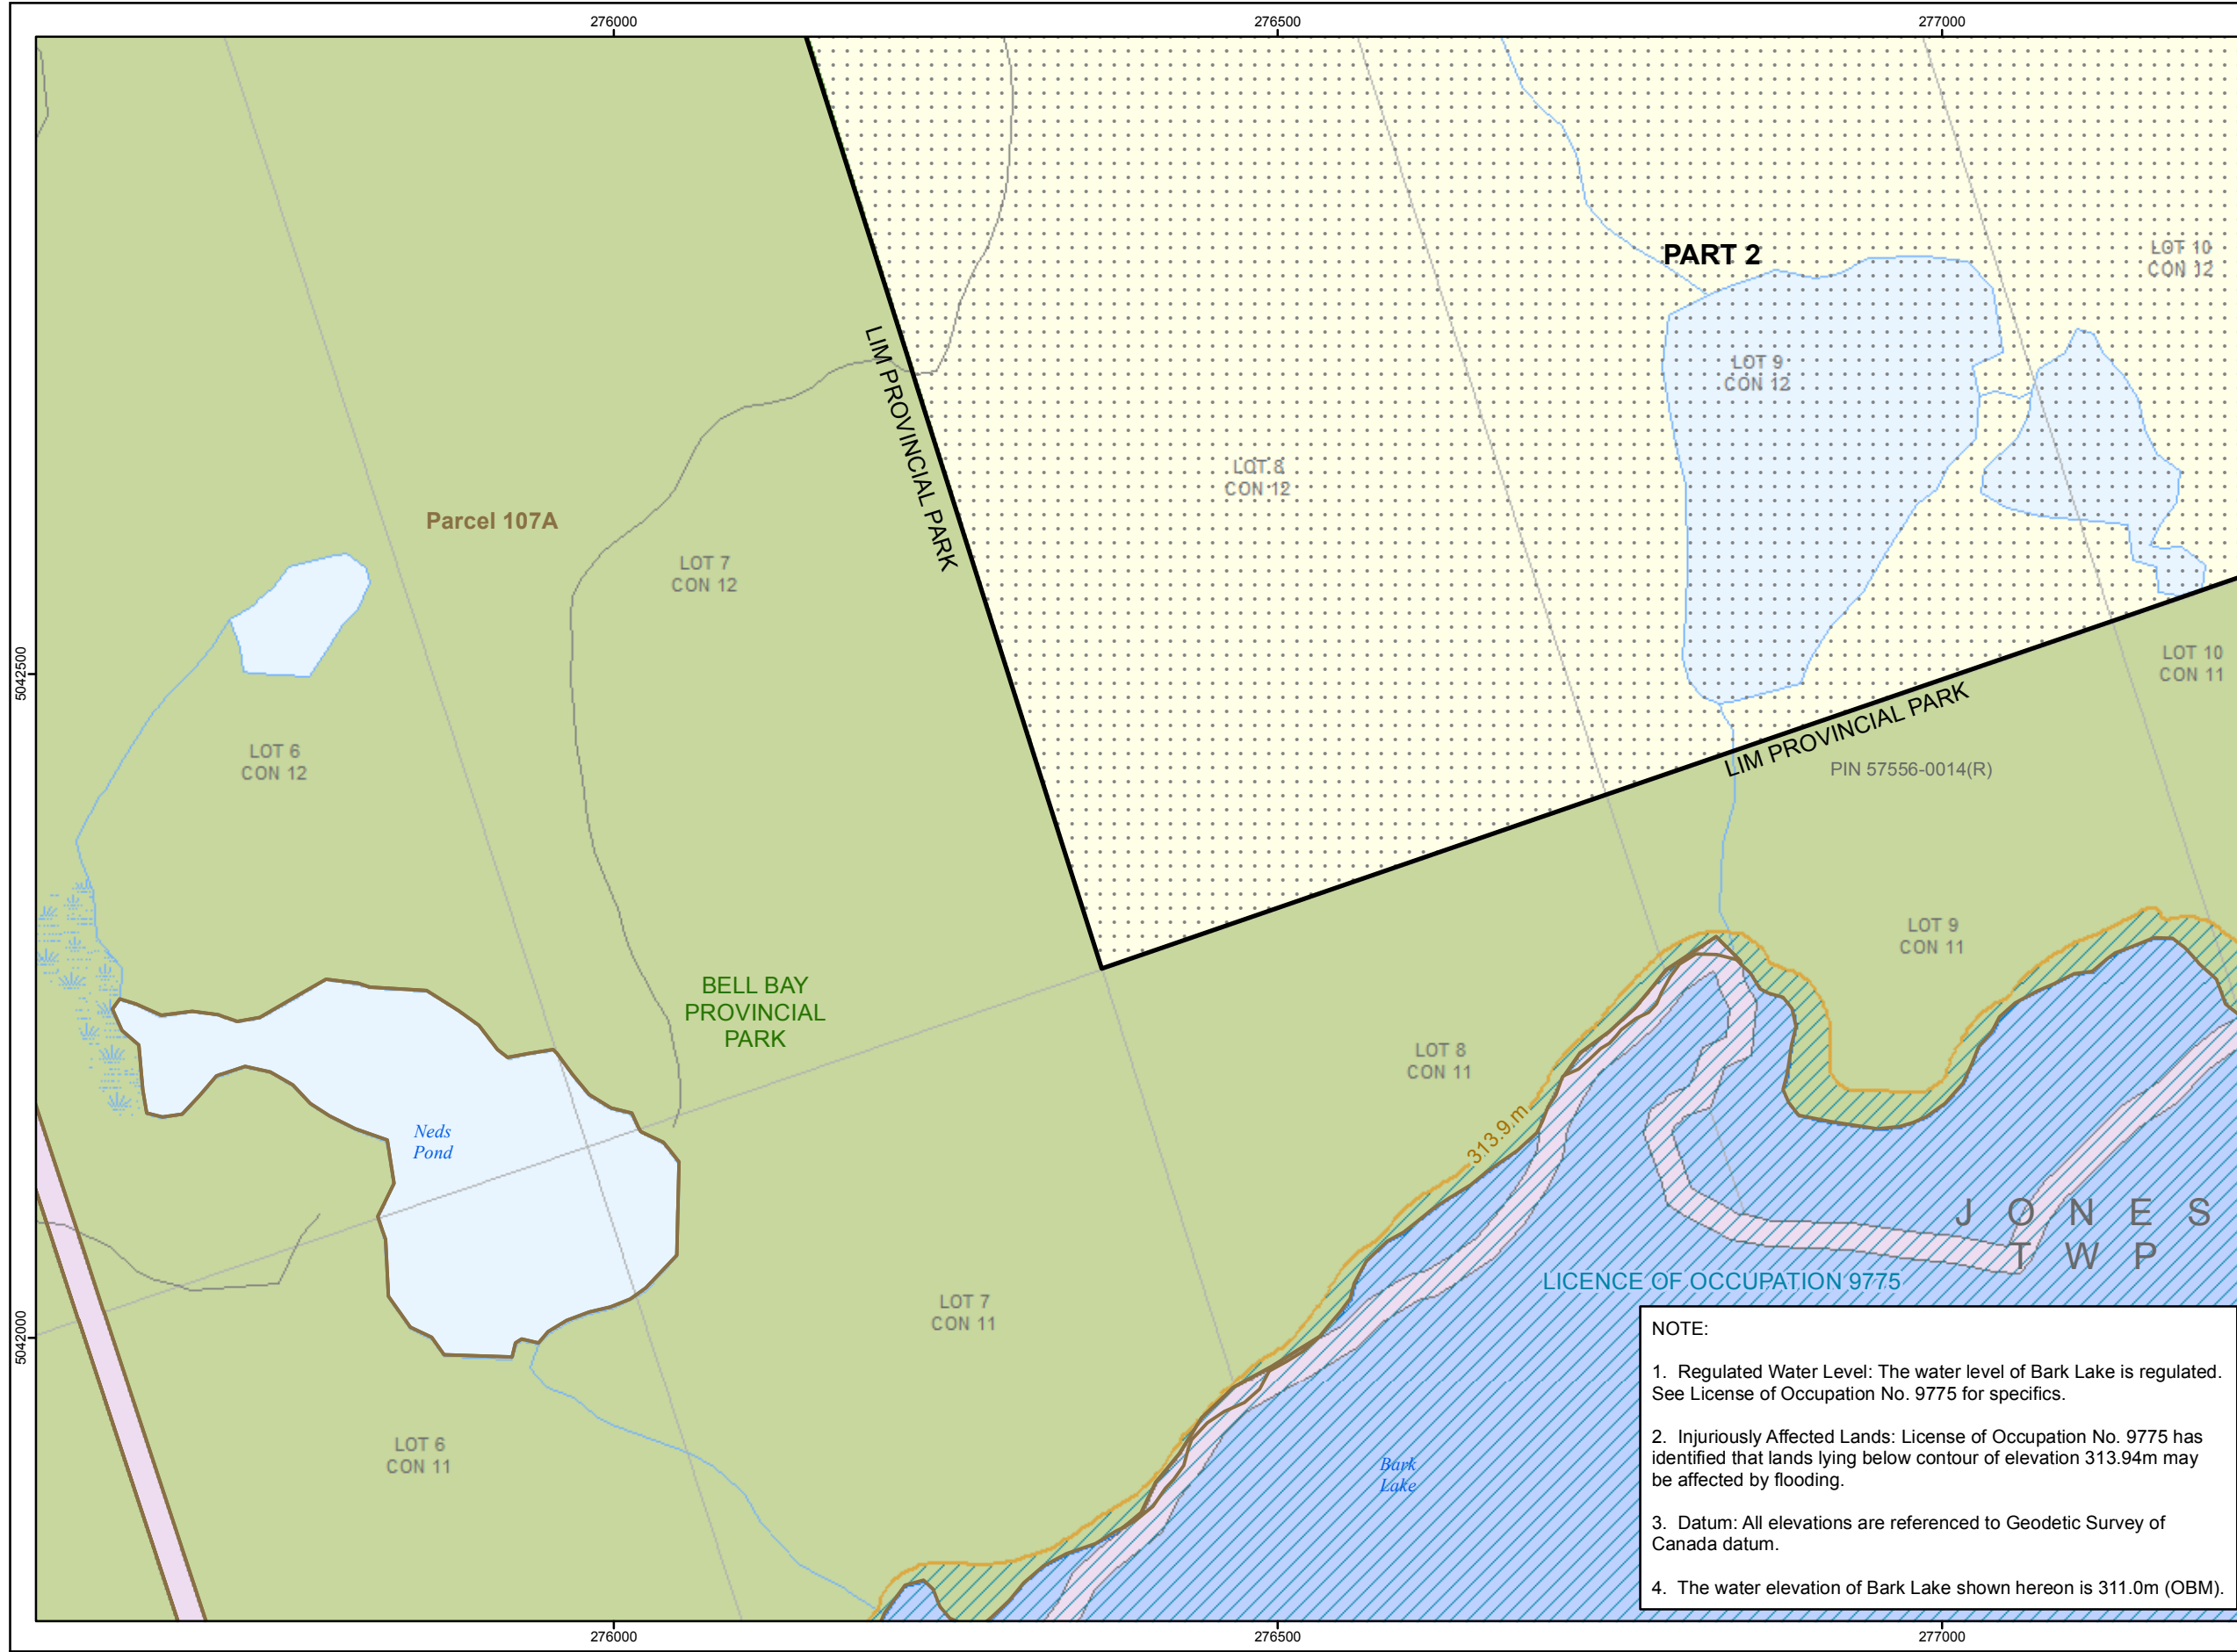 276000
276500
277000
PART 2
LOT 10
CON 12
LIM PROVINCIAL PARK
LOT 9
CON 12
LOT 8
CON 12
Parcel 107A
LOT 7
CON 12
5042500
LOT 10
CON 11
LIM PROVINCIAL PARK
PIN 57556-0014(R)
LOT 6
CON 12
LOT 9
CON 11
BELL BAY
PROVINCIAL
PARK
LOT 8
CON 11
313.9 m
Neds
Pond
JONES
TWP
LICENCE OF OCCUPATION 9775
LOT 7
CON 11
5042000
LOT 6
CON 11
Bark
Lake
NOTE:
1. Regulated Water Level: The water level of Bark Lake is regulated.
See License of Occupation No. 9775 for specifics.
2. Injuriously Affected Lands: License of Occupation No. 9775 has
identified that lands lying below contour of elevation 313.94m may
be affected by flooding.
3. Datum: All elevations are referenced to Geodetic Survey of
Canada datum.
4. The water elevation of Bark Lake shown hereon is 311.0m (OBM).
276000
276500
277000